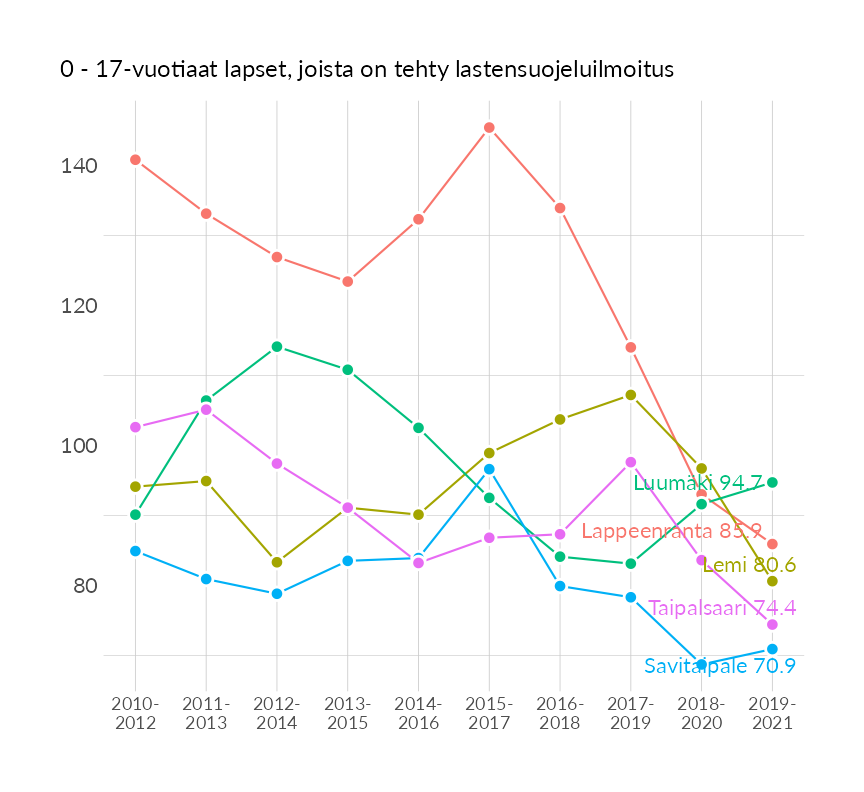 0 - 17-vuotiaat lapset, joista on tehty lastensuojeluilmoitus
140
120
100
80
Luumäki 94.7
Lappeenranta 85.9
Lemi 80.6
Taipalsaari 74.4
Savitaipale 70.9
2010- 2011- 2012- 2013- 2014- 2015- 2016- 2017- 2018- 2019-
2012 2013 2014 2015 2016 2017 2018 2019 2020 2021